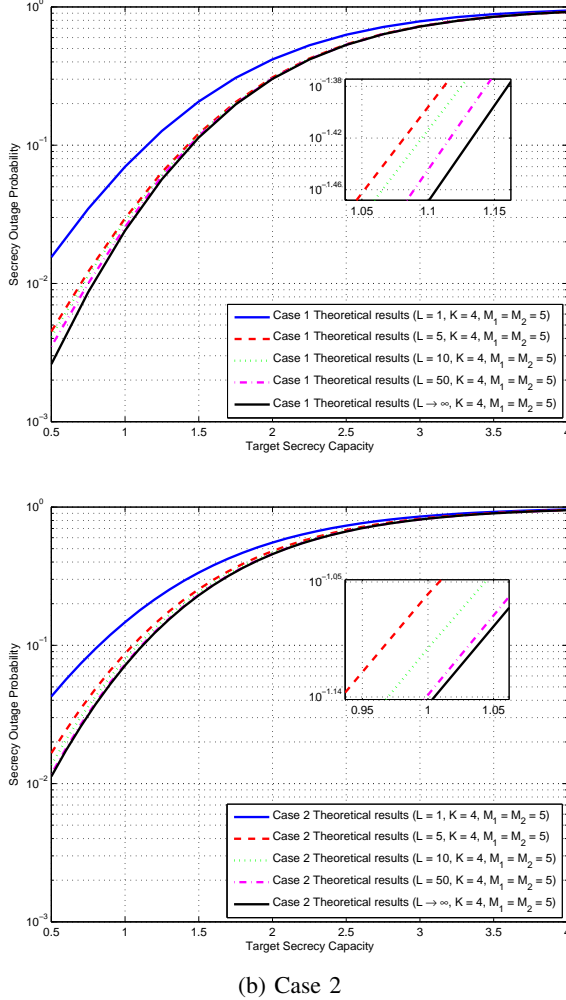 10^0
10^-1
10^-2
10^-3
Secrecy Outage Probability
10^-1.38
10^-1.42
10^-1.46
1.05 1.1 1.15
Case 1 Theoretical results (L = 1, K = 4, M_1 = M_2 = 5)
Case 1 Theoretical results (L = 5, K = 4, M_1 = M_2 = 5)
Case 1 Theoretical results (L = 10, K = 4, M_1 = M_2 = 5)
Case 1 Theoretical results (L = 50, K = 4, M_1 = M_2 = 5)
Case 1 Theoretical results (L → ∞, K = 4, M_1 = M_2 = 5)
0.5 1 1.5 2 2.5 3 3.5 4
Target Secrecy Capacity
10^0
10^-1
10^-2
10^-3
Secrecy Outage Probability
10^-1.05
10^-1.14
0.95 1 1.05
Case 2 Theoretical results (L = 1, K = 4, M_1 = M_2 = 5)
Case 2 Theoretical results (L = 5, K = 4, M_1 = M_2 = 5)
Case 2 Theoretical results (L = 10, K = 4, M_1 = M_2 = 5)
Case 2 Theoretical results (L = 50, K = 4, M_1 = M_2 = 5)
Case 2 Theoretical results (L → ∞, K = 4, M_1 = M_2 = 5)
0.5 1 1.5 2 2.5 3 3.5 4
Target Secrecy Capacity
(b) Case 2